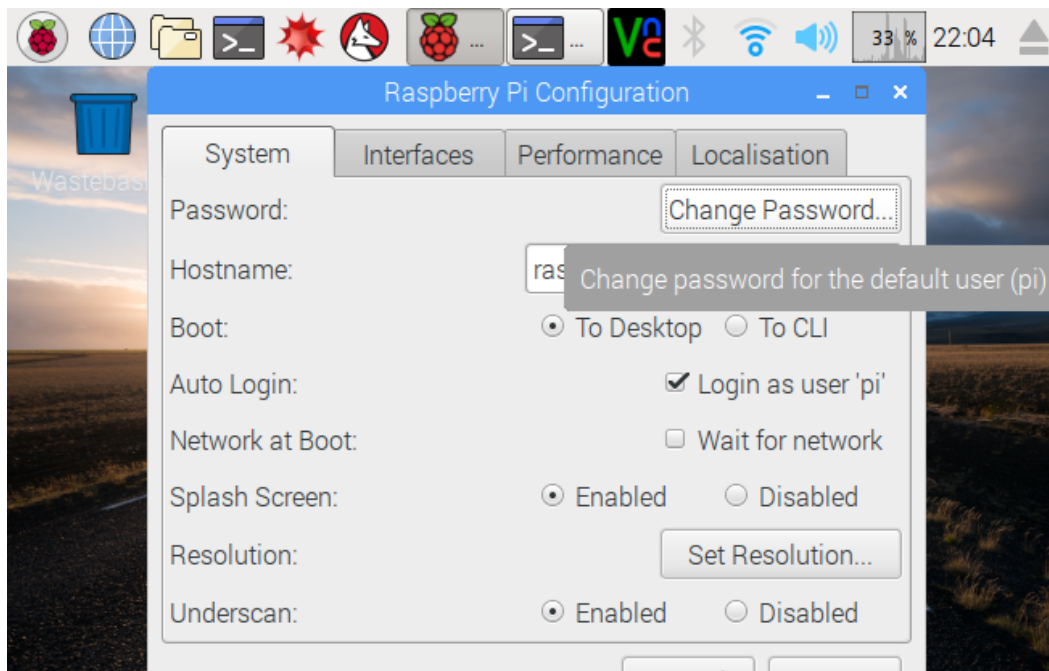 >_ ... >_ ... VNC 33 % 22:04
Raspberry Pi Configuration
System Interfaces Performance Localisation
Password: Change Password...
Hostname: ras
Change password for the default user (pi)
Boot: To Desktop To CLI
Auto Login: Login as user 'pi'
Network at Boot: Wait for network
Splash Screen: Enabled Disabled
Resolution: Set Resolution...
Underscan: Enabled Disabled